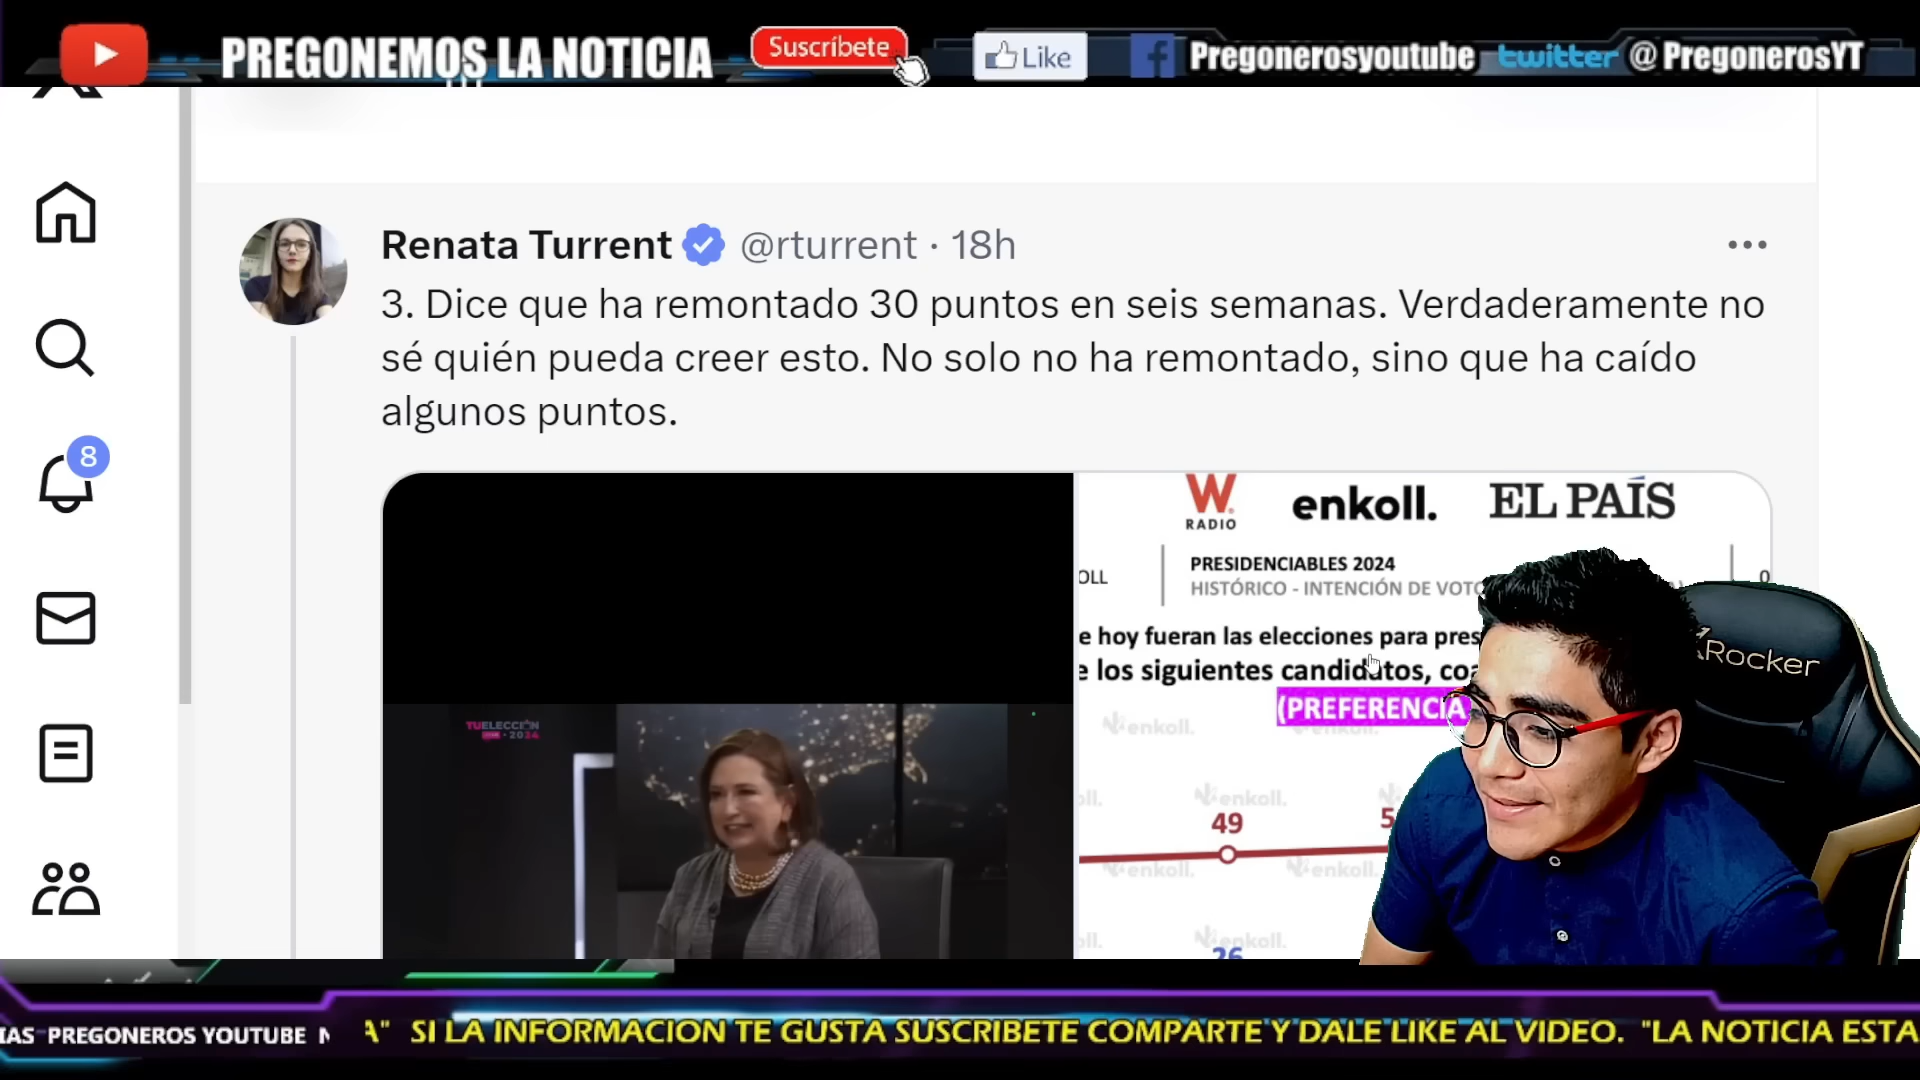 PREGONEMOS LA NOTICIA
Suscríbete
Like
Pregonerosyoutube
twitter @PregonerosYT
Renata Turrent @rturrent · 18h
3. Dice que ha remontado 30 puntos en seis semanas. Verdaderamente no
sé quién pueda creer esto. No solo no ha remontado, sino que ha caído
algunos puntos.
8
W RADIO
enkoll.
EL PAÍS
OLL
PRESIDENCIABLES 2024
HISTÓRICO - INTENCIÓN DE VOTO
e hoy fueran las elecciones para pres
e los siguientes candidatos, coa
(PREFERENCIA
enkoll.
enkoll.
49
5
enkoll.
enkoll.
enkoll.
26
TUELECCIÓN
2024
Rocker
IAS PREGONEROS YOUTUBE N
A" SI LA INFORMACION TE GUSTA SUSCRIBETE COMPARTE Y DALE LIKE AL VIDEO. "LA NOTICIA ESTA